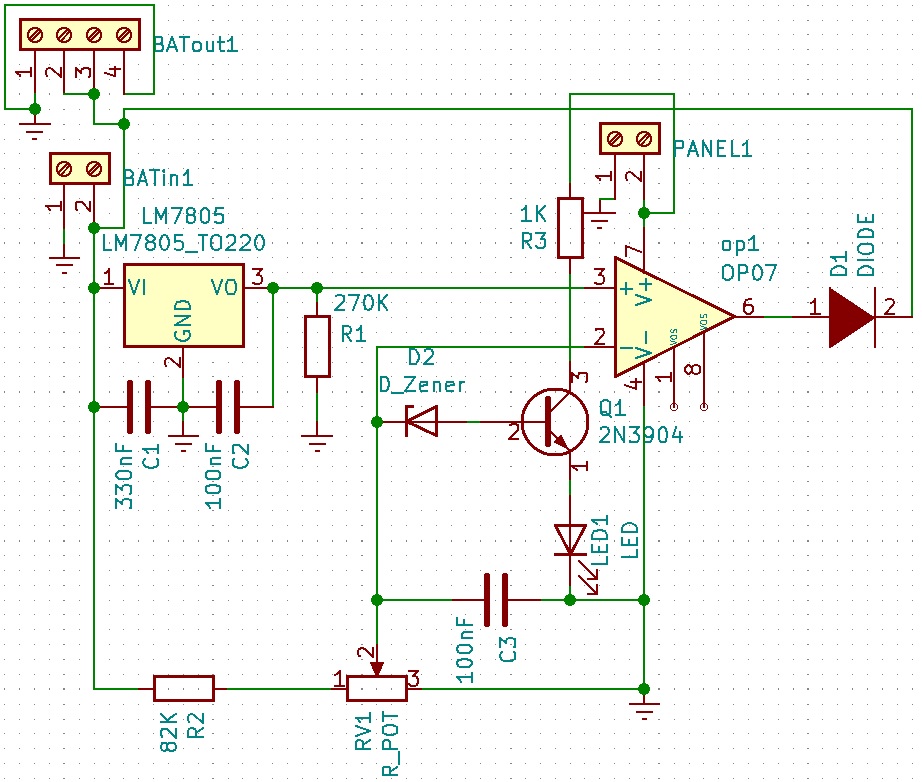 BATout1
1 2 3 4
BATin1
1 2
PANEL1
1 2
LM7805
LM7805_TO220
1 VI VO 3
GND
2
1K
R3
270K
R1
op1
OP07
7
3 + V+
2 - V-
6
VOS VOS
4 1 8
D1
DIODE
1 2
D2
D_Zener
3
2
1
Q1
2N3904
330nF
C1
100nF
C2
LED1
LED
100nF
C3
82K
R2
1 2 3
RV1
R_POT